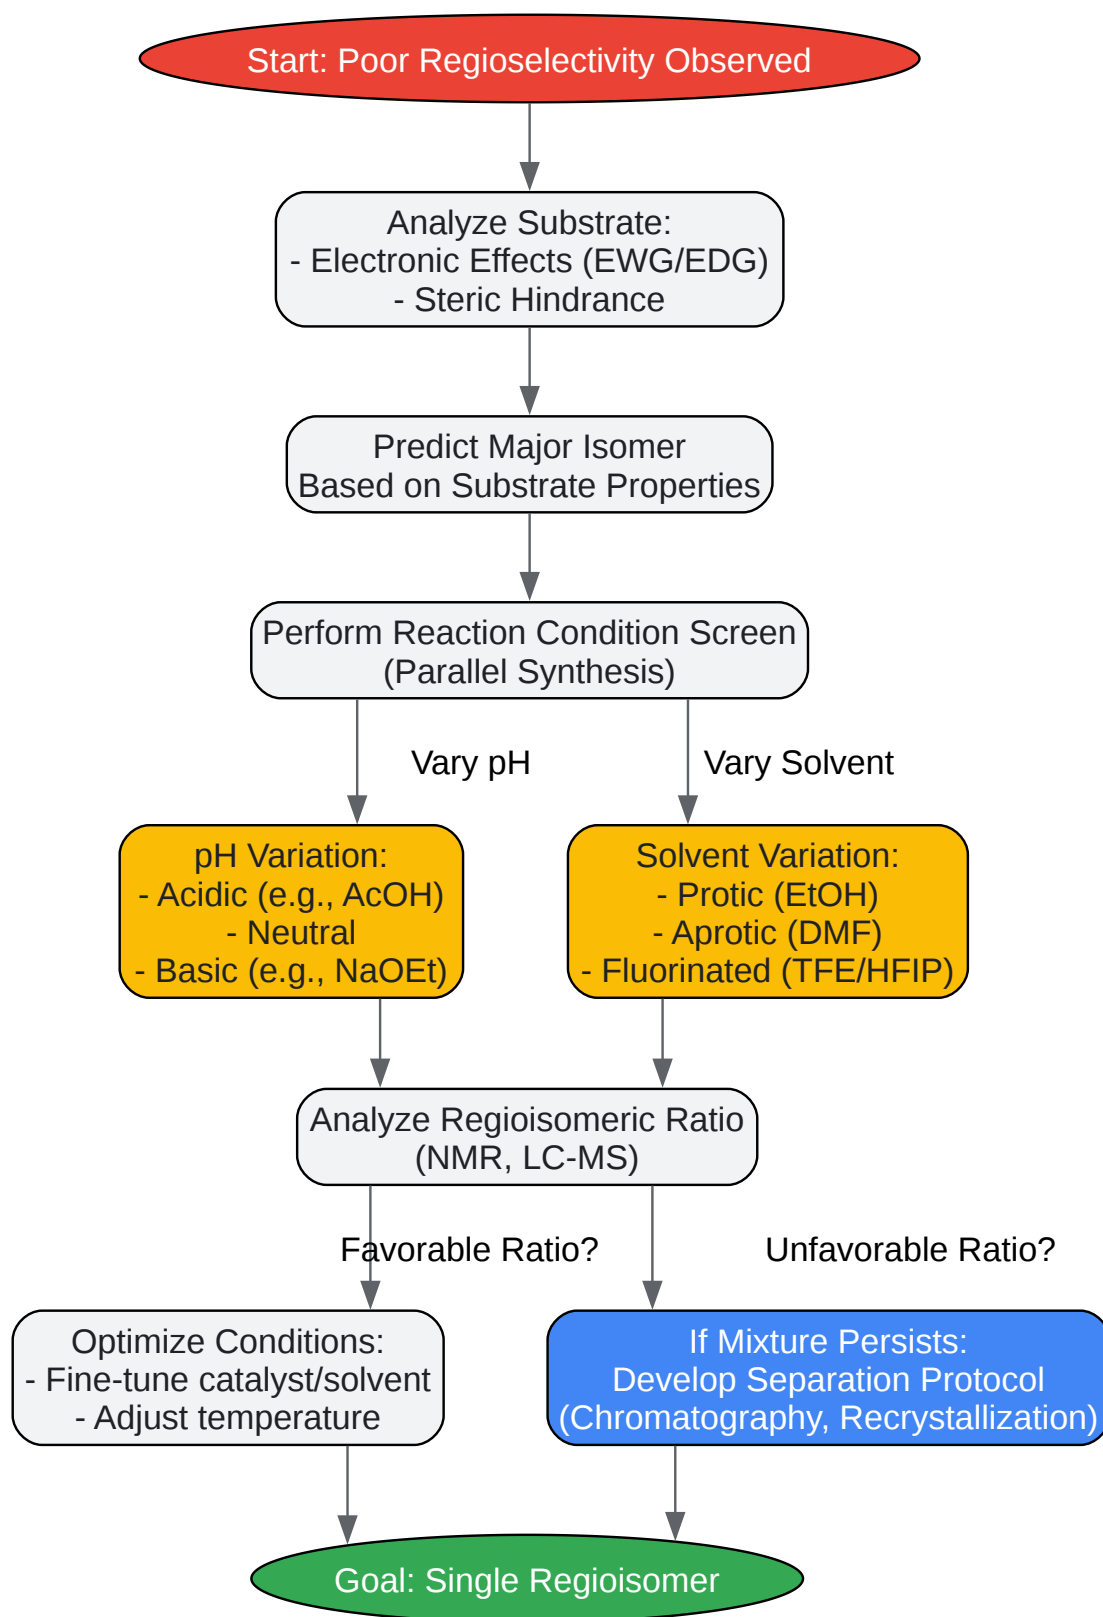 Start: Poor Regioselectivity Observed
Analyze Substrate:
- Electronic Effects (EWG/EDG)
- Steric Hindrance
Predict Major Isomer
Based on Substrate Properties
Perform Reaction Condition Screen
(Parallel Synthesis)
Vary pH
Vary Solvent
pH Variation:
- Acidic (e.g., AcOH)
- Neutral
- Basic (e.g., NaOEt)
Solvent Variation:
- Protic (EtOH)
- Aprotic (DMF)
- Fluorinated (TFE/HFIP)
Analyze Regioisomeric Ratio
(NMR, LC-MS)
Favorable Ratio?
Unfavorable Ratio?
Optimize Conditions:
- Fine-tune catalyst/solvent
- Adjust temperature
If Mixture Persists:
Develop Separation Protocol
(Chromatography, Recrystallization)
Goal: Single Regioisomer